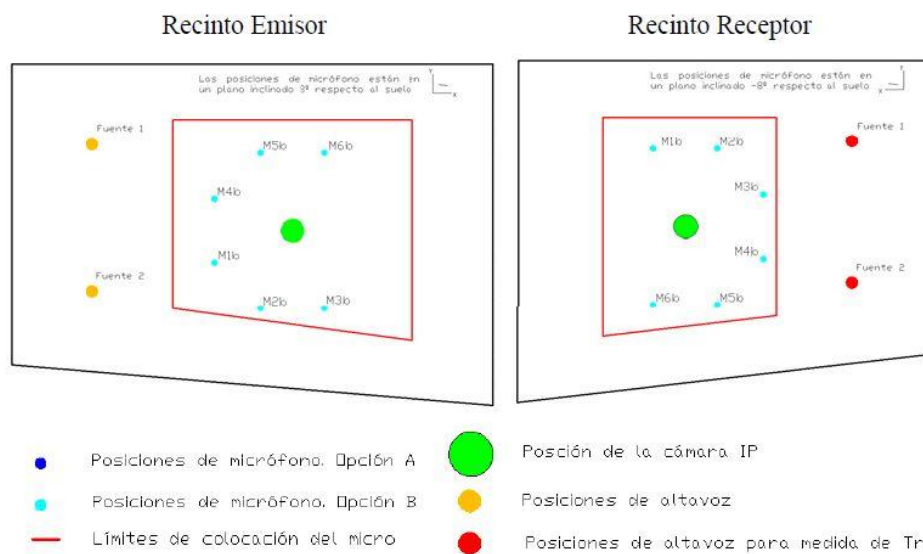 Recinto Emisor
Recinto Receptor
Las posiciones de micrófono están en
un plano inclinado 9º respecto al suelo
Y
X
Fuente 1
M5b
M6b
M4b
M1b
Fuente 2
M2b
M3b
Las posiciones de micrófono están en
un plano inclinado -8º respecto al suelo
Y
X
M1b
M2b
Fuente 1
M3b
M4b
Fuente 2
M6b
M5b
Posiciones de micrófono. Opción A
Posiciones de micrófono. Opción B
Límites de colocación del micro
Posción de la cámara IP
Posiciones de altavoz
Posiciones de altavoz para medida de Tr